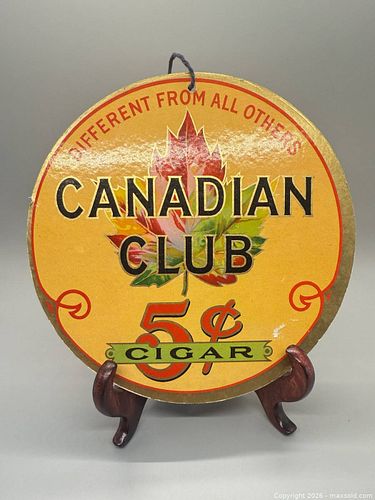 DIFFERENT FROM ALL OTHERS
CANADIAN
CLUB
5¢
CIGAR
Copyright 2026 - maxsold.com